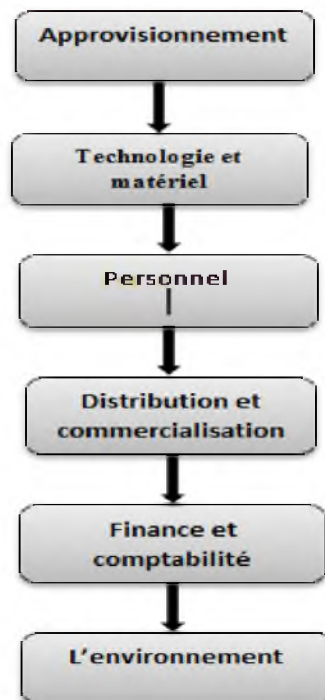 Approvisionnement
Technologie et
matériel
Personnel
Distribution et
commercialisation
Finance et
comptabilité
L'environnement